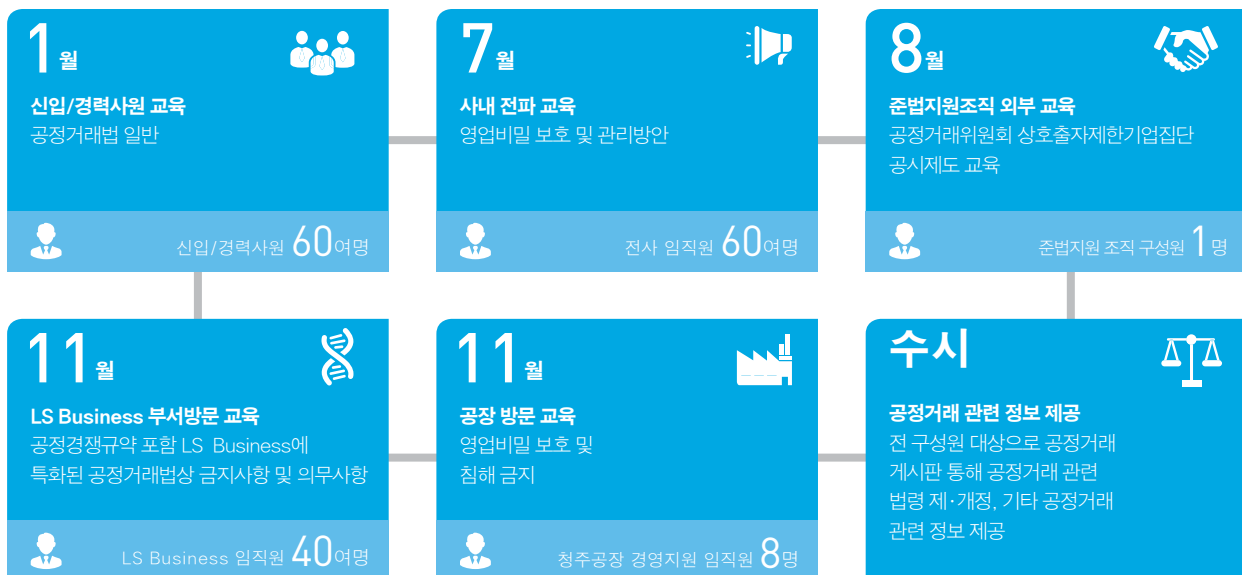 1월
신입/경력사원 교육
공정거래법 일반
신입/경력사원 60여명
7월
사내 전파 교육
영업비밀 보호 및 관리방안
전사 임직원 60여명
8월
준법지원조직 외부 교육
공정거래위원회 상호출자제한기업집단
공시제도 교육
준법지원 조직 구성원 1명
11월
LS Business 부서방문 교육
공정경쟁규약 포함 LS Business에
특화된 공정거래법상 금지사항 및 의무사항
LS Business 임직원 40여명
11월
공장 방문 교육
영업비밀 보호 및
침해 금지
청주공장 경영지원 임직원 8명
수시
공정거래 관련 정보 제공
전 구성원 대상으로 공정거래
게시판 통해 공정거래 관련
법령 제·개정, 기타 공정거래
관련 정보 제공